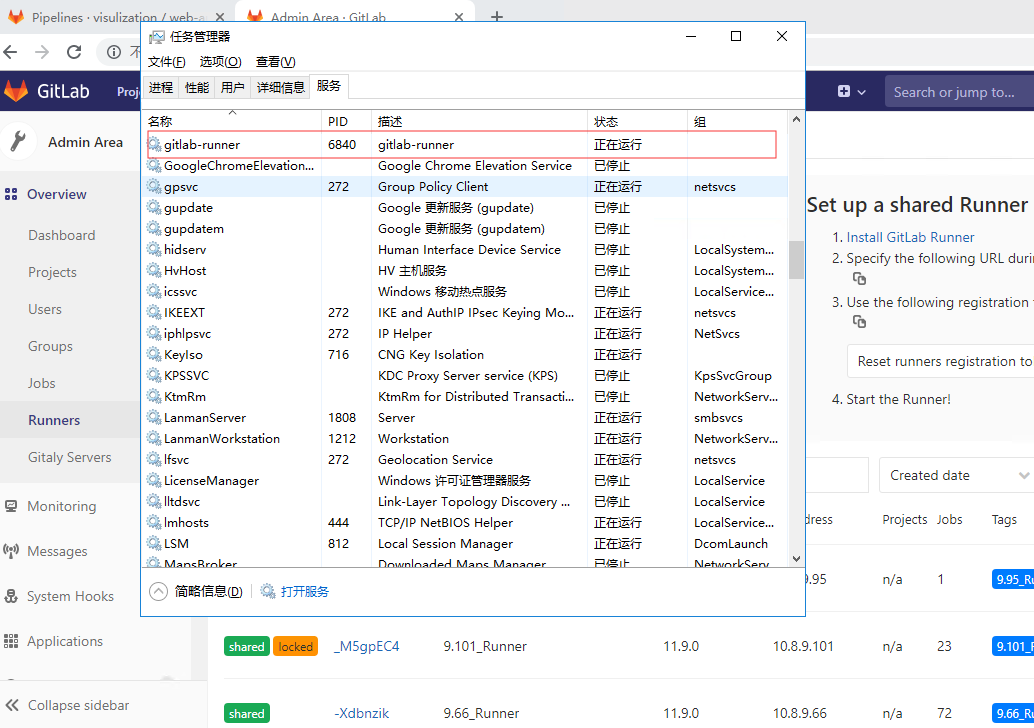 Pipelines · visulization / web-a
Admin Area · GitLab
不
GitLab
Proj
Search or jump to...
Admin Area
Overview
Dashboard
Projects
Users
Groups
Jobs
Runners
Gitaly Servers
Monitoring
Messages
System Hooks
Applications
Collapse sidebar
任务管理器
文件(F) 选项(O) 查看(V)
进程 性能 用户 详细信息 服务
名称 PID 描述 状态 组
gitlab-runner 6840 gitlab-runner 正在运行
GoogleChromeElevation... Google Chrome Elevation Service 已停止
gpsvc 272 Group Policy Client 正在运行 netsvcs
gupdate Google 更新服务 (gupdate) 已停止
gupdatem Google 更新服务 (gupdatem) 已停止
hidserv Human Interface Device Service 已停止 LocalSystem...
HvHost HV 主机服务 已停止 LocalSystem...
icssvc Windows 移动热点服务 已停止 LocalService...
IKEEXT 272 IKE and AuthIP IPsec Keying Mo... 正在运行 netsvcs
iphlpsvc 272 IP Helper 正在运行 NetSvcs
KeyIso 716 CNG Key Isolation 正在运行
KPSSVC KDC Proxy Server service (KPS) 已停止 KpsSvcGroup
KtmRm KtmRm for Distributed Transacti... 已停止 NetworkServ...
LanmanServer 1808 Server 正在运行 smbsvcs
LanmanWorkstation 1212 Workstation 正在运行 NetworkServ...
lfsvc 272 Geolocation Service 正在运行 netsvcs
LicenseManager Windows 许可证管理器服务 已停止 LocalService
lltdsvc Link-Layer Topology Discovery ... 已停止 LocalService
lmhosts 444 TCP/IP NetBIOS Helper 正在运行 LocalService...
LSM 812 Local Session Manager 正在运行 DcomLaunch
MapsBroker Downloaded Maps Manager 已停止 NetworkServ
简略信息(D) 打开服务
Set up a shared Runner
1. Install GitLab Runner
2. Specify the following URL duri
3. Use the following registration
Reset runners registration to
4. Start the Runner!
Created date
dress Projects Jobs Tags
9.95 n/a 1 9.95_Ru
shared locked _M5gpEC4 9.101_Runner 11.9.0 10.8.9.101 n/a 23 9.101_R
shared -Xdbnzik 9.66_Runner 11.9.0 10.8.9.66 n/a 72 9.66_Ru